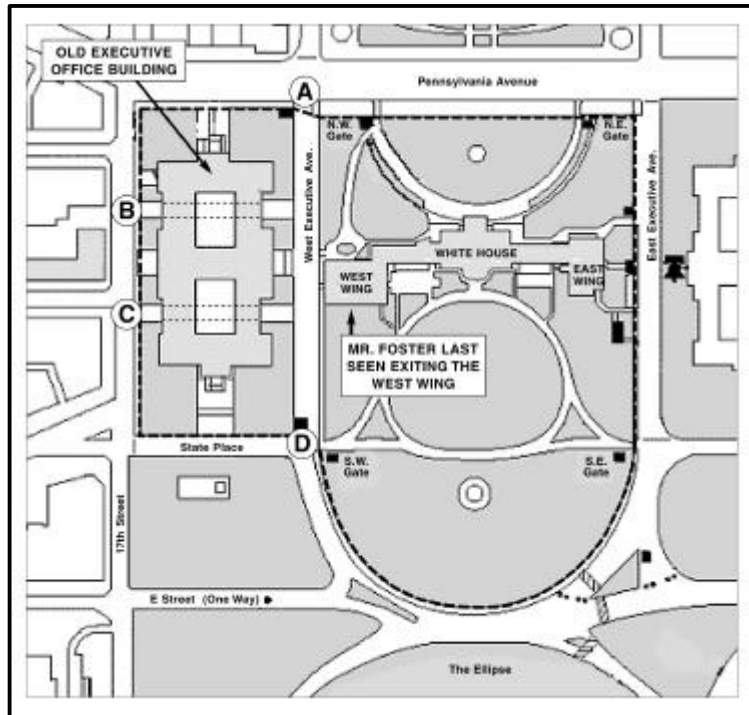 OLD EXECUTIVE
OFFICE BUILDING
A
Pennsylvania Avenue
N.W.
Gate
N.E.
Gate
B
West Executive Ave.
East Executive Ave.
WHITE HOUSE
WEST
WING
EAST
WING
C
MR. FOSTER LAST
SEEN EXITING THE
WEST WING
D
State Place
S.W.
Gate
S.E.
Gate
17th Street
E Street (One Way)
The Ellipse